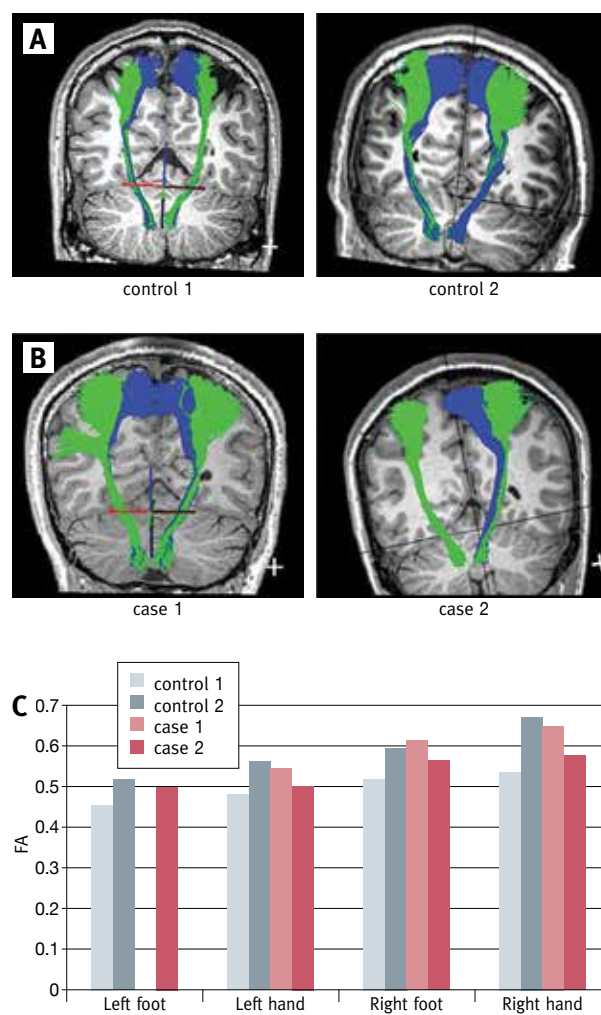 A
control 1
control 2
B
case 1
case 2
C
control 1
control 2
case 1
case 2
FA
0.7
0.6
0.5
0.4
0.3
0.2
0.1
0
Left foot
Left hand
Right foot
Right hand